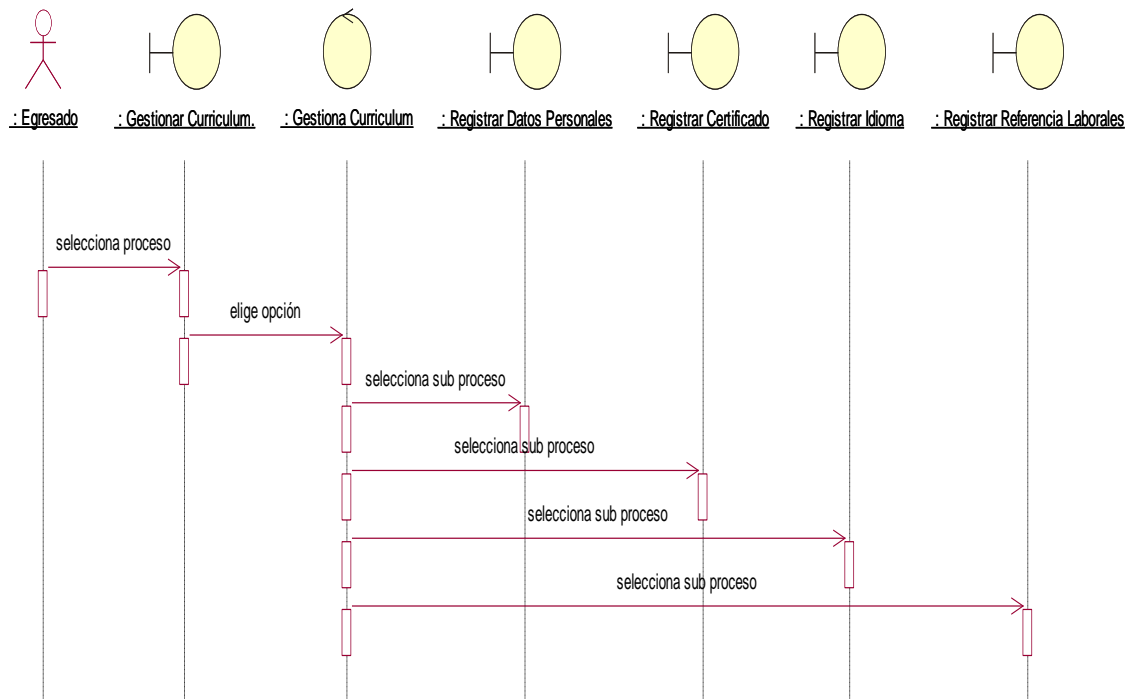 : Egresado
: Gestionar Curriculum.
: Gestiona Curriculum
: Registrar Datos Personales
: Registrar Certificado
: Registrar Idioma
: Registrar Referencia Laborales
selecciona proceso
elige opción
selecciona sub proceso
selecciona sub proceso
selecciona sub proceso
selecciona sub proceso